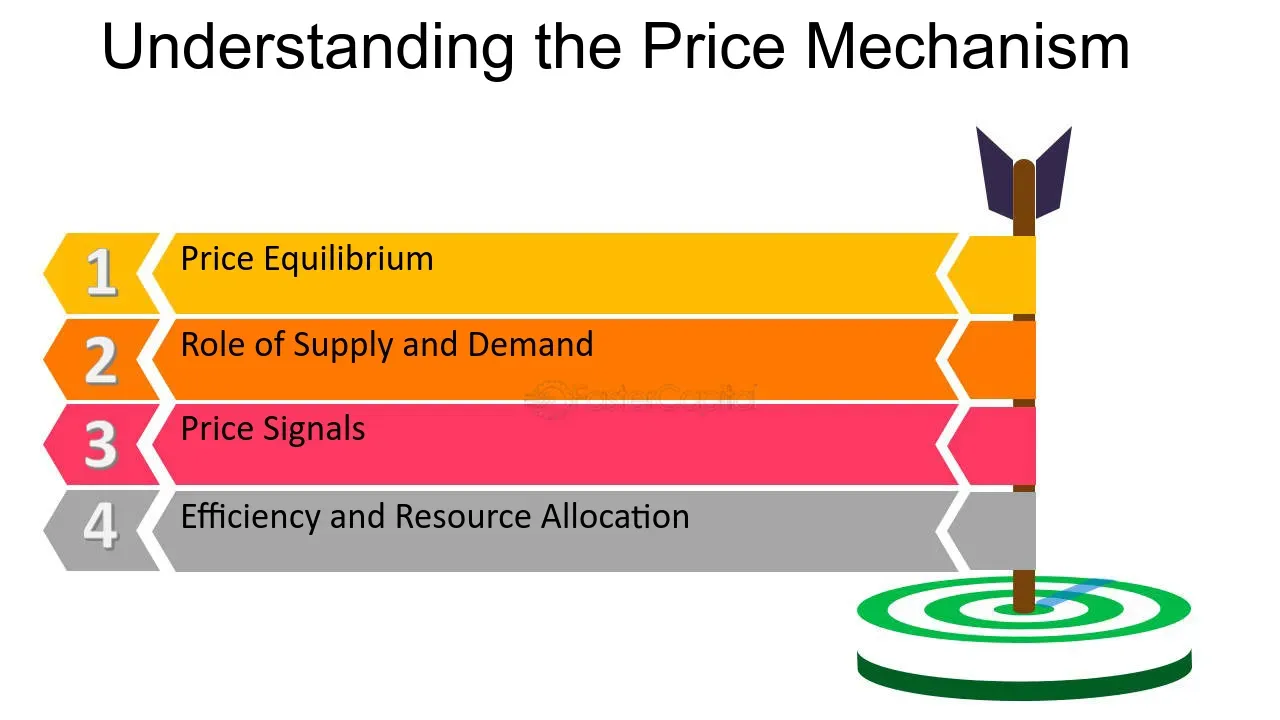 Understanding the Price Mechanism
1 Price Equilibrium
2 Role of Supply and Demand
FasterCapital
3 Price Signals
4 Efficiency and Resource Allocation